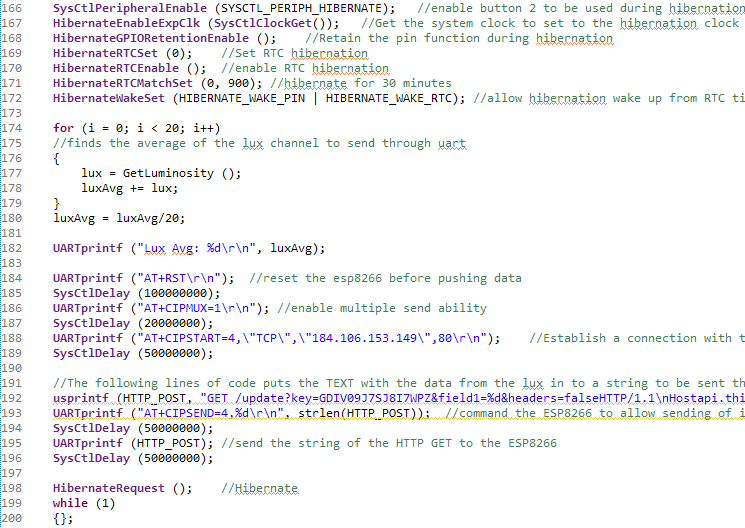 166 SysCtlPeripheralEnable (SYSCTL_PERIPH_HIBERNATE); //enable button 2 to be used during hibernation
167 HibernateEnableExpClk (SysCtlClockGet()); //Get the system clock to set to the hibernation clock
168 HibernateGPIORetentionEnable (); //Retain the pin function during hibernation
169 HibernateRTCSet (0); //Set RTC hibernation
170 HibernateRTCEnable (); //enable RTC hibernation
171 HibernateRTCMatchSet (0, 900); //hibernate for 30 minutes
172 HibernateWakeSet (HIBERNATE_WAKE_PIN | HIBERNATE_WAKE_RTC); //allow hibernation wake up from RTC ti
173
174 for (i = 0; i < 20; i++)
175 //finds the average of the lux channel to send through uart
176 {
177 lux = GetLuminosity ();
178 luxAvg += lux;
179 }
180 luxAvg = luxAvg/20;
181
182 UARTprintf ("Lux Avg: %d\r\n", luxAvg);
183
184 UARTprintf ("AT+RST\r\n"); //reset the esp8266 before pushing data
185 SysCtlDelay (100000000);
186 UARTprintf ("AT+CIPMUX=1\r\n"); //enable multiple send ability
187 SysCtlDelay (20000000);
188 UARTprintf ("AT+CIPSTART=4,\"TCP\",\"184.106.153.149\",80\r\n"); //Establish a connection with t
189 SysCtlDelay (50000000);
190
191 //The following lines of code puts the TEXT with the data from the lux in to a string to be sent th
192 usprintf (HTTP_POST, "GET /update?key=GDIV09J7SJ8I7WPZ&field1=%d&headers=falseHTTP/1.1\nHostapi.thi
193 UARTprintf ("AT+CIPSEND=4,%d\r\n", strlen(HTTP_POST)); //command the ESP8266 to allow sending of i
194 SysCtlDelay (50000000);
195 UARTprintf (HTTP_POST); //send the string of the HTTP GET to the ESP8266
196 SysCtlDelay (50000000);
197
198 HibernateRequest (); //Hibernate
199 while (1)
200 {};